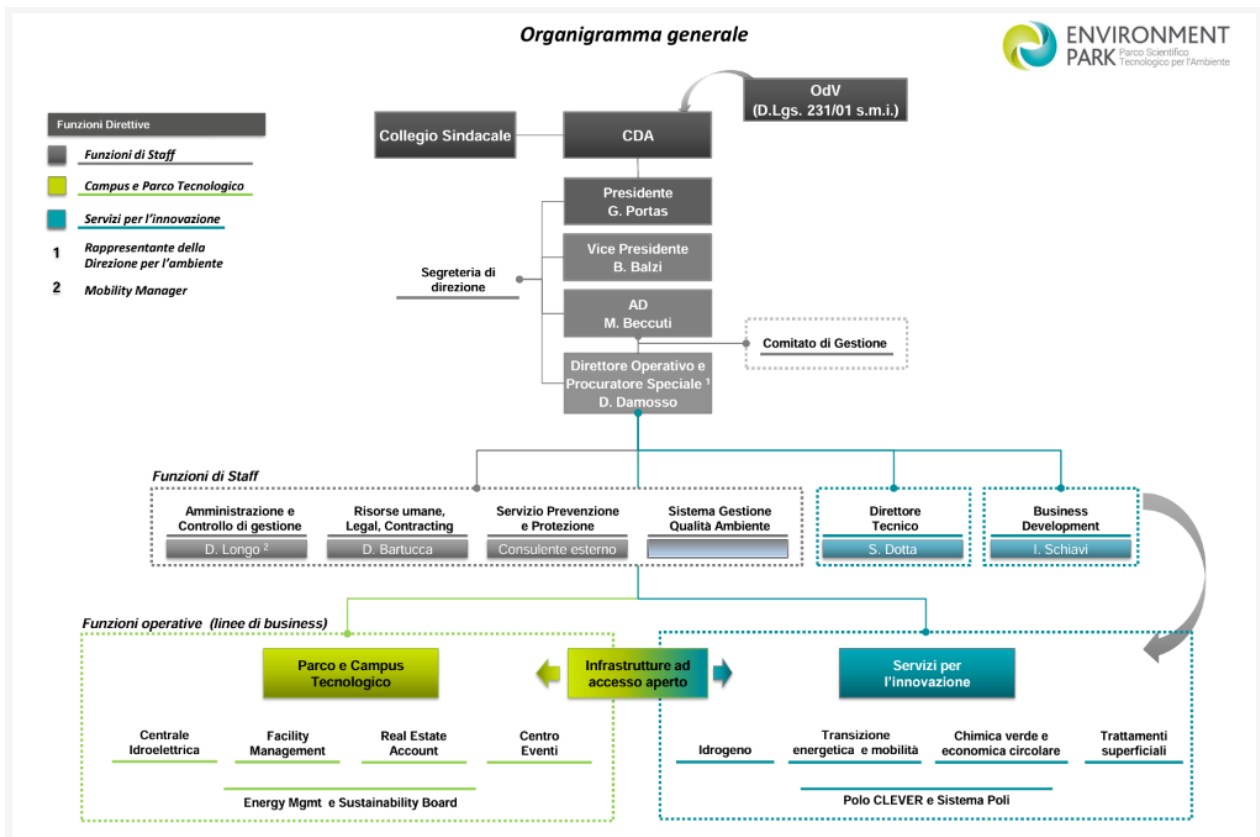 Organigramma generale
ENVIRONMENT
PARK
Parco Scientifico
Tecnologico per l'Ambiente
OdV
(D.Lgs. 231/01 s.m.i.)
Funzioni Direttive
Collegio Sindacale
CDA
Funzioni di Staff
Campus e Parco Tecnologico
Servizi per l'innovazione
1
Rappresentante della
Direzione per l'ambiente
2
Mobility Manager
Presidente
G. Portas
Vice Presidente
B. Balzi
Segreteria di
direzione
AD
M. Beccuti
Comitato di Gestione
Direttore Operativo e
Procuratore Speciale ¹
D. Damosso
Funzioni di Staff
Amministrazione e
Controllo di gestione
D. Longo ²
Risorse umane,
Legal, Contracting
D. Bartucca
Servizio Prevenzione
e Protezione
Consulente esterno
Sistema Gestione
Qualità Ambiente
Direttore
Tecnico
S. Dotta
Business
Development
I. Schiavi
Funzioni operative (linee di business)
Parco e Campus
Tecnologico
Infrastrutture ad
accesso aperto
Servizi per
l'innovazione
Centrale
Idroelettrica
Facility
Management
Real Estate
Account
Centro
Eventi
Energy Mgmt e Sustainability Board
Idrogeno
Transizione
energetica e mobilità
Chimica verde e
economica circolare
Trattamenti
superficiali
Polo CLEVER e Sistema Poli